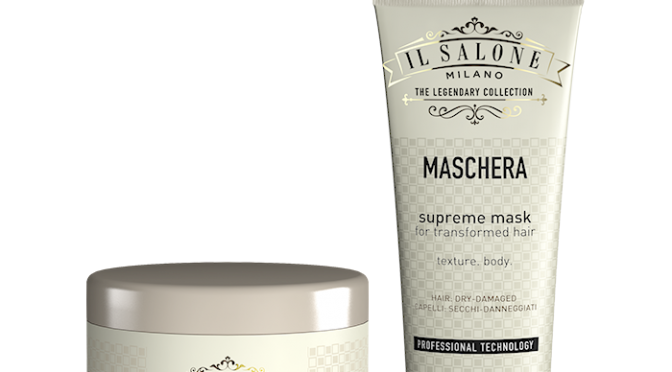 IL SALONE
MILANO
THE LEGENDARY COLLECTION
MASCHERA
supreme mask
for transformed hair
texture. body.
HAIR: DRY-DAMAGED
CAPELLI: SECCHI-DANNEGGIATI
PROFESSIONAL TECHNOLOGY